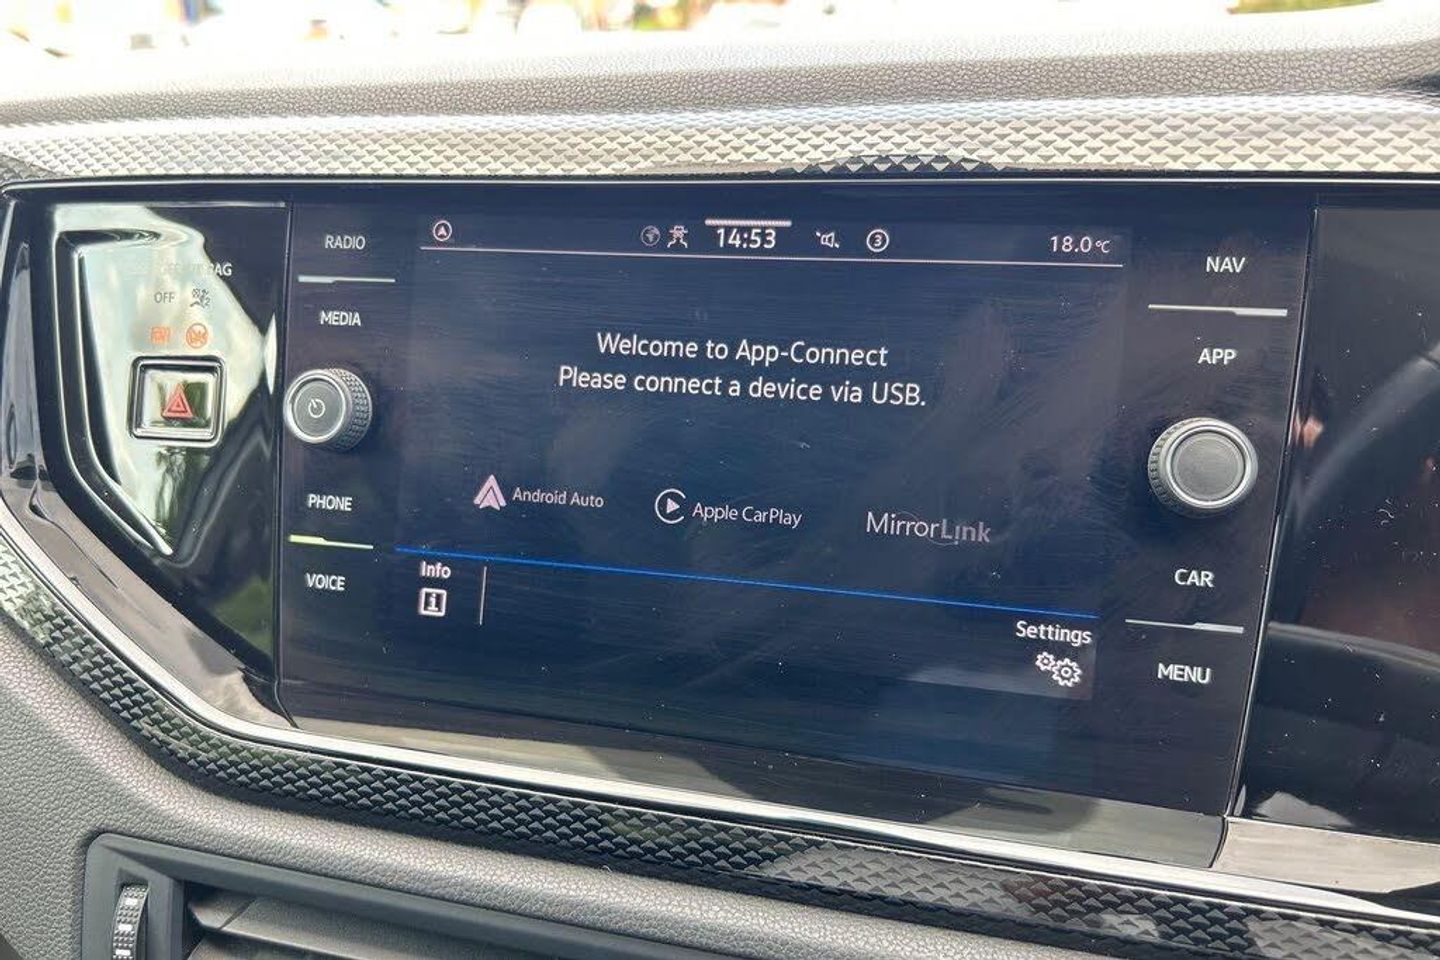 RADIO
MEDIA
PHONE
VOICE
OFF
14:53
3
18.0°C
Welcome to App-Connect
Please connect a device via USB.
Android Auto
Apple CarPlay
MirrorLink
Info
i
Settings
NAV
APP
CAR
MENU